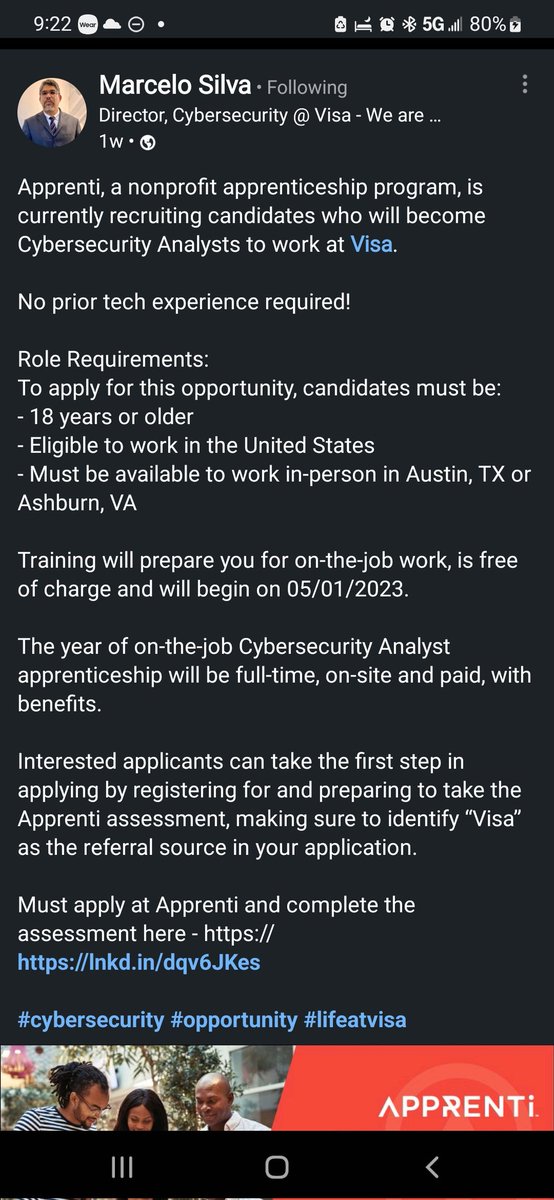 9:22 Wear 5G 80%
Marcelo Silva • Following
Director, Cybersecurity @ Visa - We are ...
1w •
Apprenti, a nonprofit apprenticeship program, is
currently recruiting candidates who will become
Cybersecurity Analysts to work at Visa.
No prior tech experience required!
Role Requirements:
To apply for this opportunity, candidates must be:
- 18 years or older
- Eligible to work in the United States
- Must be available to work in-person in Austin, TX or
Ashburn, VA
Training will prepare you for on-the-job work, is free
of charge and will begin on 05/01/2023.
The year of on-the-job Cybersecurity Analyst
apprenticeship will be full-time, on-site and paid, with
benefits.
Interested applicants can take the first step in
applying by registering for and preparing to take the
Apprenti assessment, making sure to identify “Visa”
as the referral source in your application.
Must apply at Apprenti and complete the
assessment here - https://
https://lnkd.in/dqv6JKes
#cybersecurity #opportunity #lifeatvisa
APPRENTi